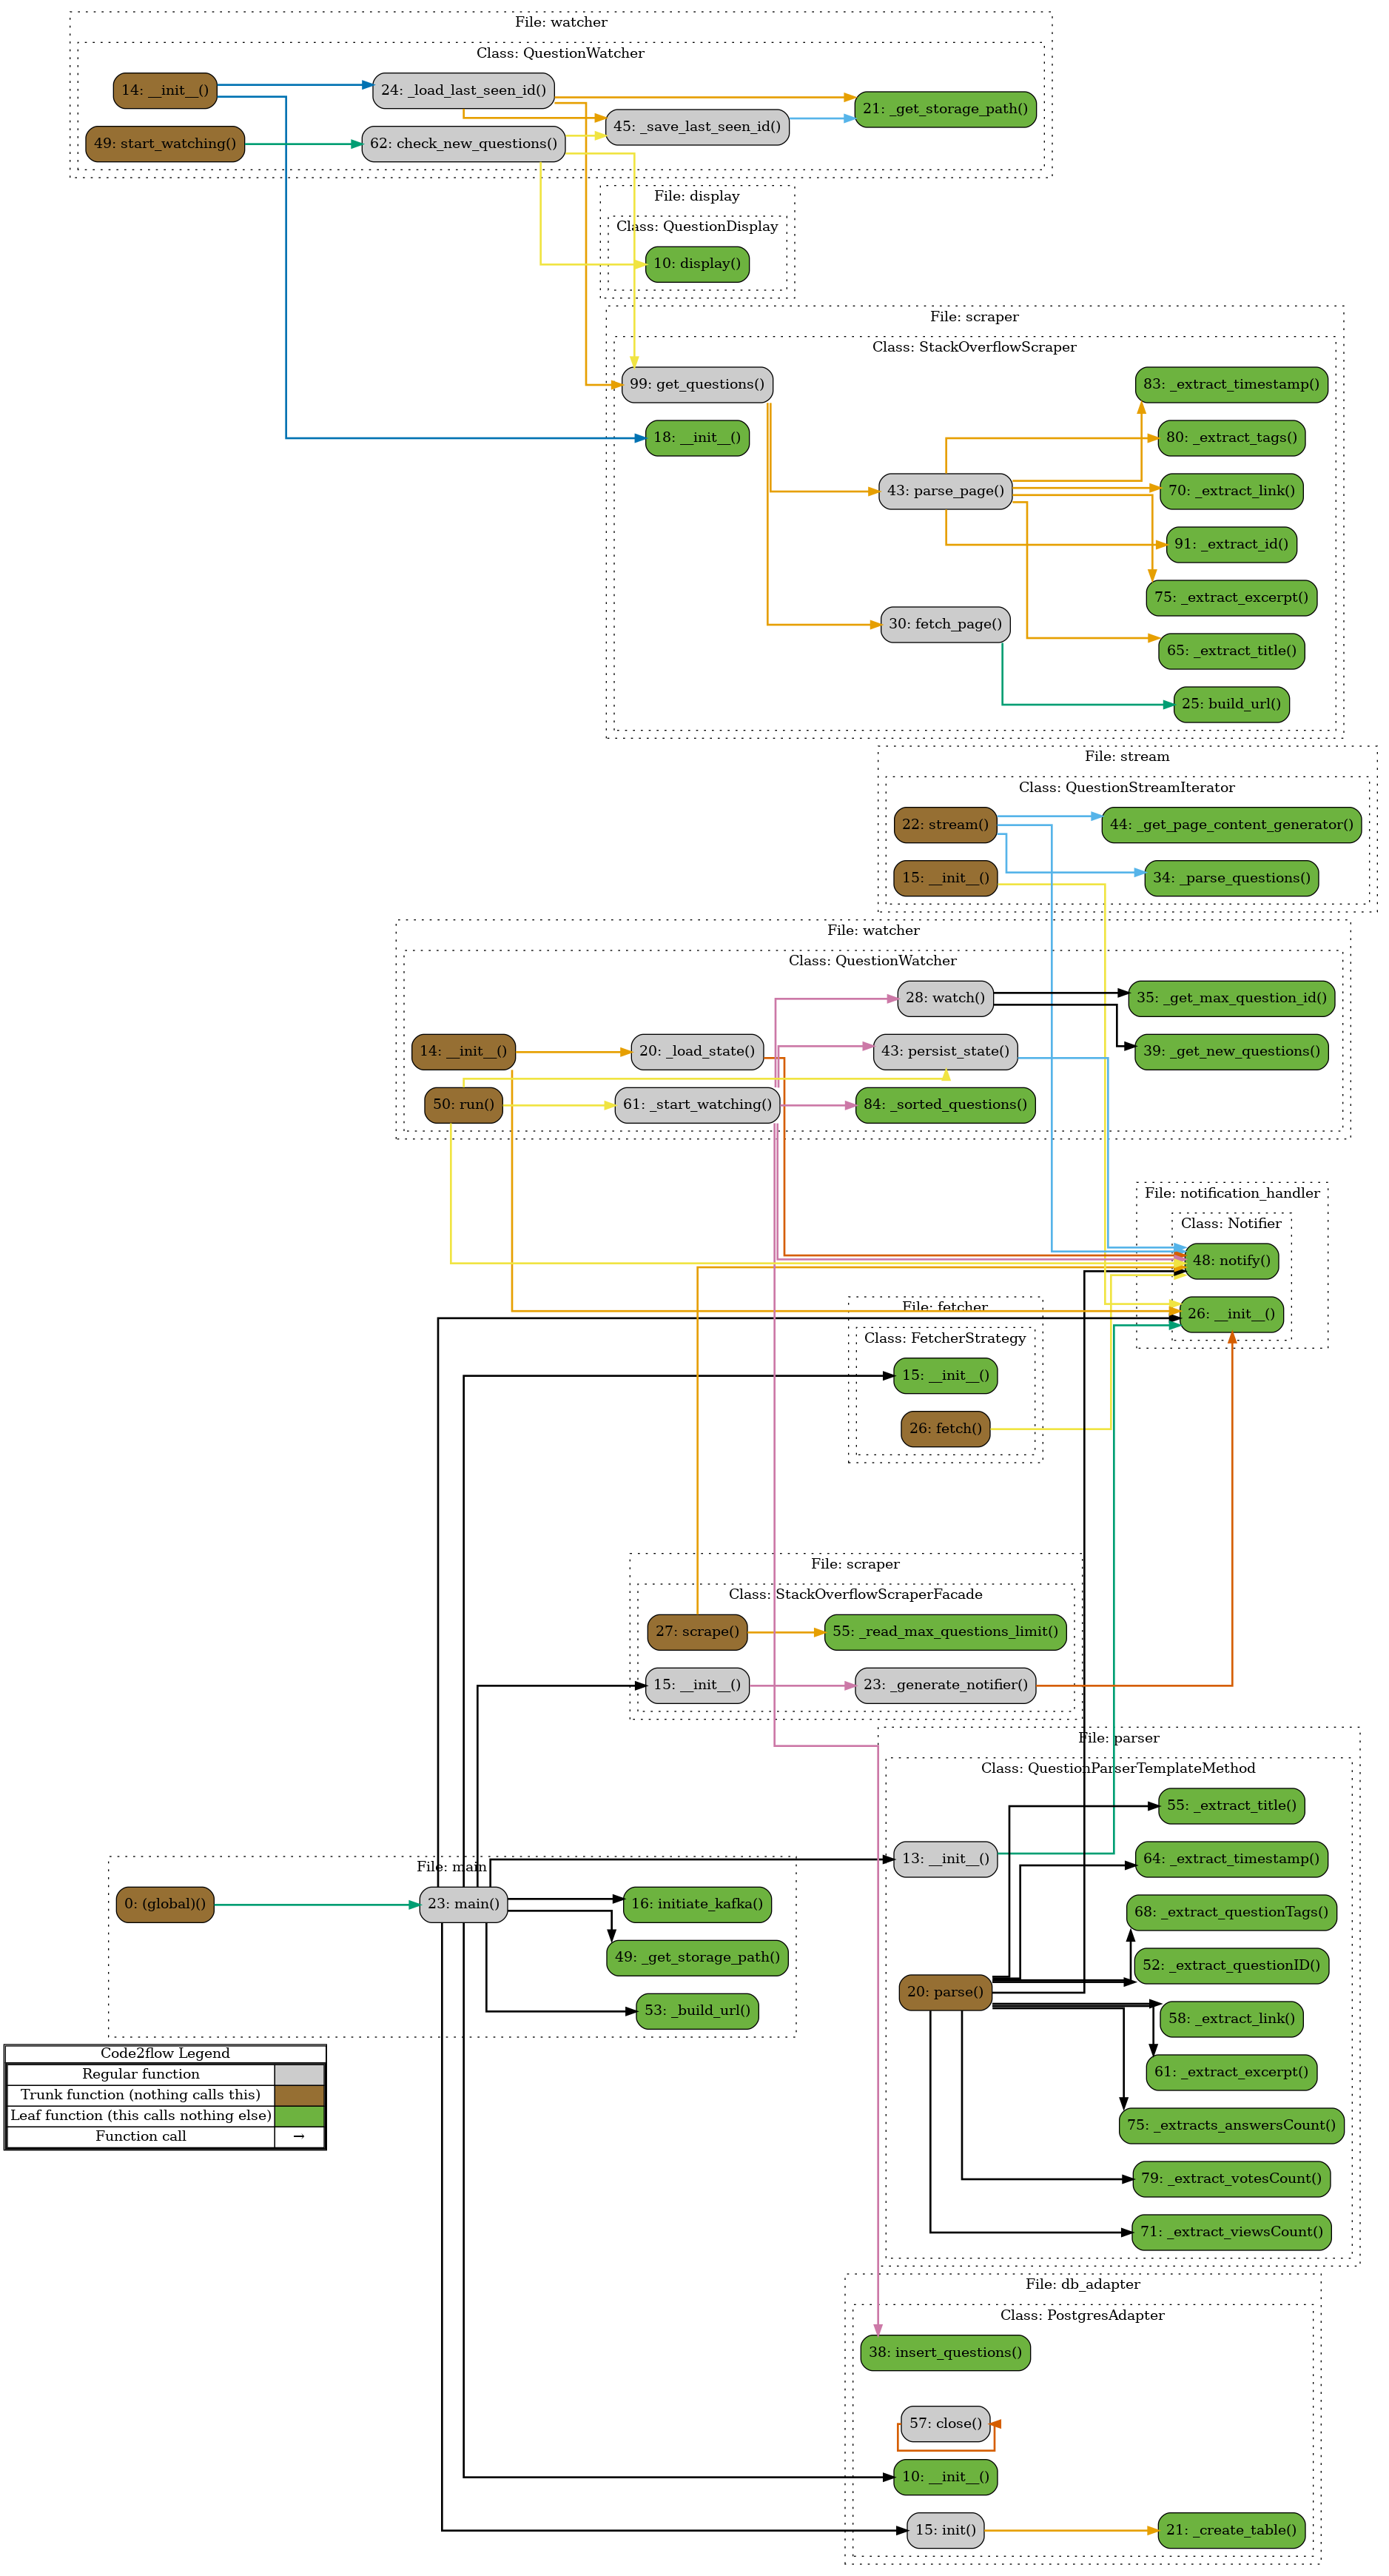 File: watcher
Class: QuestionWatcher
14: __init__()
24: _load_last_seen_id()
21: _get_storage_path()
45: _save_last_seen_id()
49: start_watching()
62: check_new_questions()
File: display
Class: QuestionDisplay
10: display()
File: scraper
Class: StackOverflowScraper
99: get_questions()
83: _extract_timestamp()
18: __init__()
80: _extract_tags()
43: parse_page()
70: _extract_link()
91: _extract_id()
75: _extract_excerpt()
30: fetch_page()
65: _extract_title()
25: build_url()
File: stream
Class: QuestionStreamIterator
22: stream()
44: _get_page_content_generator()
15: __init__()
34: _parse_questions()
File: watcher
Class: QuestionWatcher
28: watch()
35: _get_max_question_id()
14: __init__()
20: _load_state()
43: persist_state()
39: _get_new_questions()
50: run()
61: _start_watching()
84: _sorted_questions()
File: notification_handler
Class: Notifier
48: notify()
26: __init__()
File: fetcher
Class: FetcherStrategy
15: __init__()
26: fetch()
File: scraper
Class: StackOverflowScraperFacade
27: scrape()
55: _read_max_questions_limit()
15: __init__()
23: _generate_notifier()
File: parser
Class: QuestionParserTemplateMethod
55: _extract_title()
13: __init__()
64: _extract_timestamp()
68: _extract_questionTags()
52: _extract_questionID()
20: parse()
58: _extract_link()
61: _extract_excerpt()
75: _extracts_answersCount()
79: _extract_votesCount()
71: _extract_viewsCount()
File: main
0: (global)()
23: main()
16: initiate_kafka()
49: _get_storage_path()
53: _build_url()
Code2flow Legend
Regular function
Trunk function (nothing calls this)
Leaf function (this calls nothing else)
Function call →
File: db_adapter
Class: PostgresAdapter
38: insert_questions()
57: close()
10: __init__()
15: init()
21: _create_table()